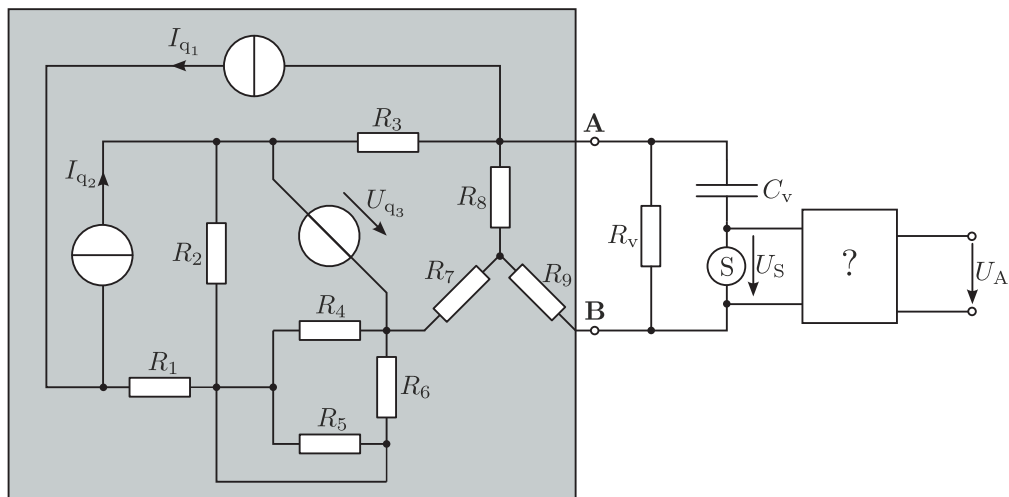 I_q1
R_3
A
I_q2
U_q3
R_8
C_v
R_2
R_v
S
U_S
?
U_A
R_7
R_9
R_4
B
R_1
R_6
R_5